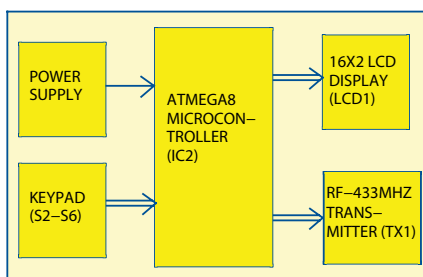 POWER
SUPPLY
KEYPAD
(S2–S6)
ATMEGA8
MICROCON–
TROLLER
(IC2)
16X2 LCD
DISPLAY
(LCD1)
RF–433MHZ
TRANS–
MITTER (TX1)